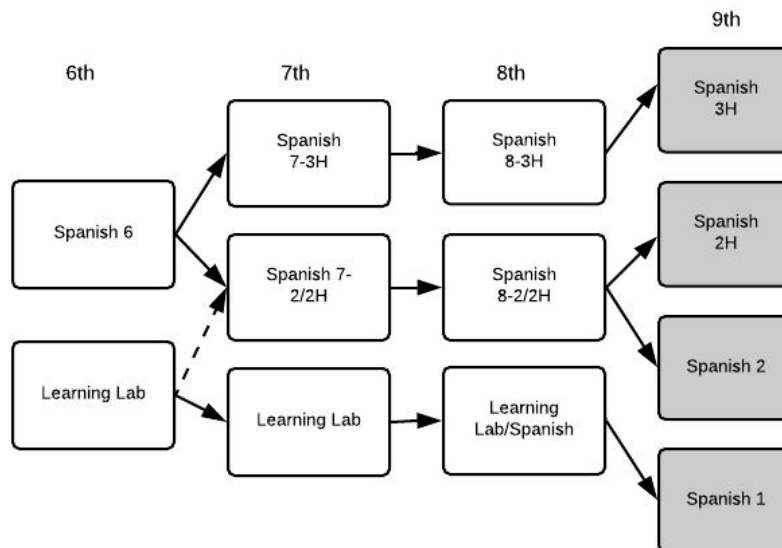 6th
7th
8th
9th
Spanish 6
Learning Lab
Spanish
7-3H
Spanish 7-
2/2H
Learning Lab
Spanish
8-3H
Spanish
8-2/2H
Learning
Lab/Spanish
Spanish
3H
Spanish
2H
Spanish 2
Spanish 1